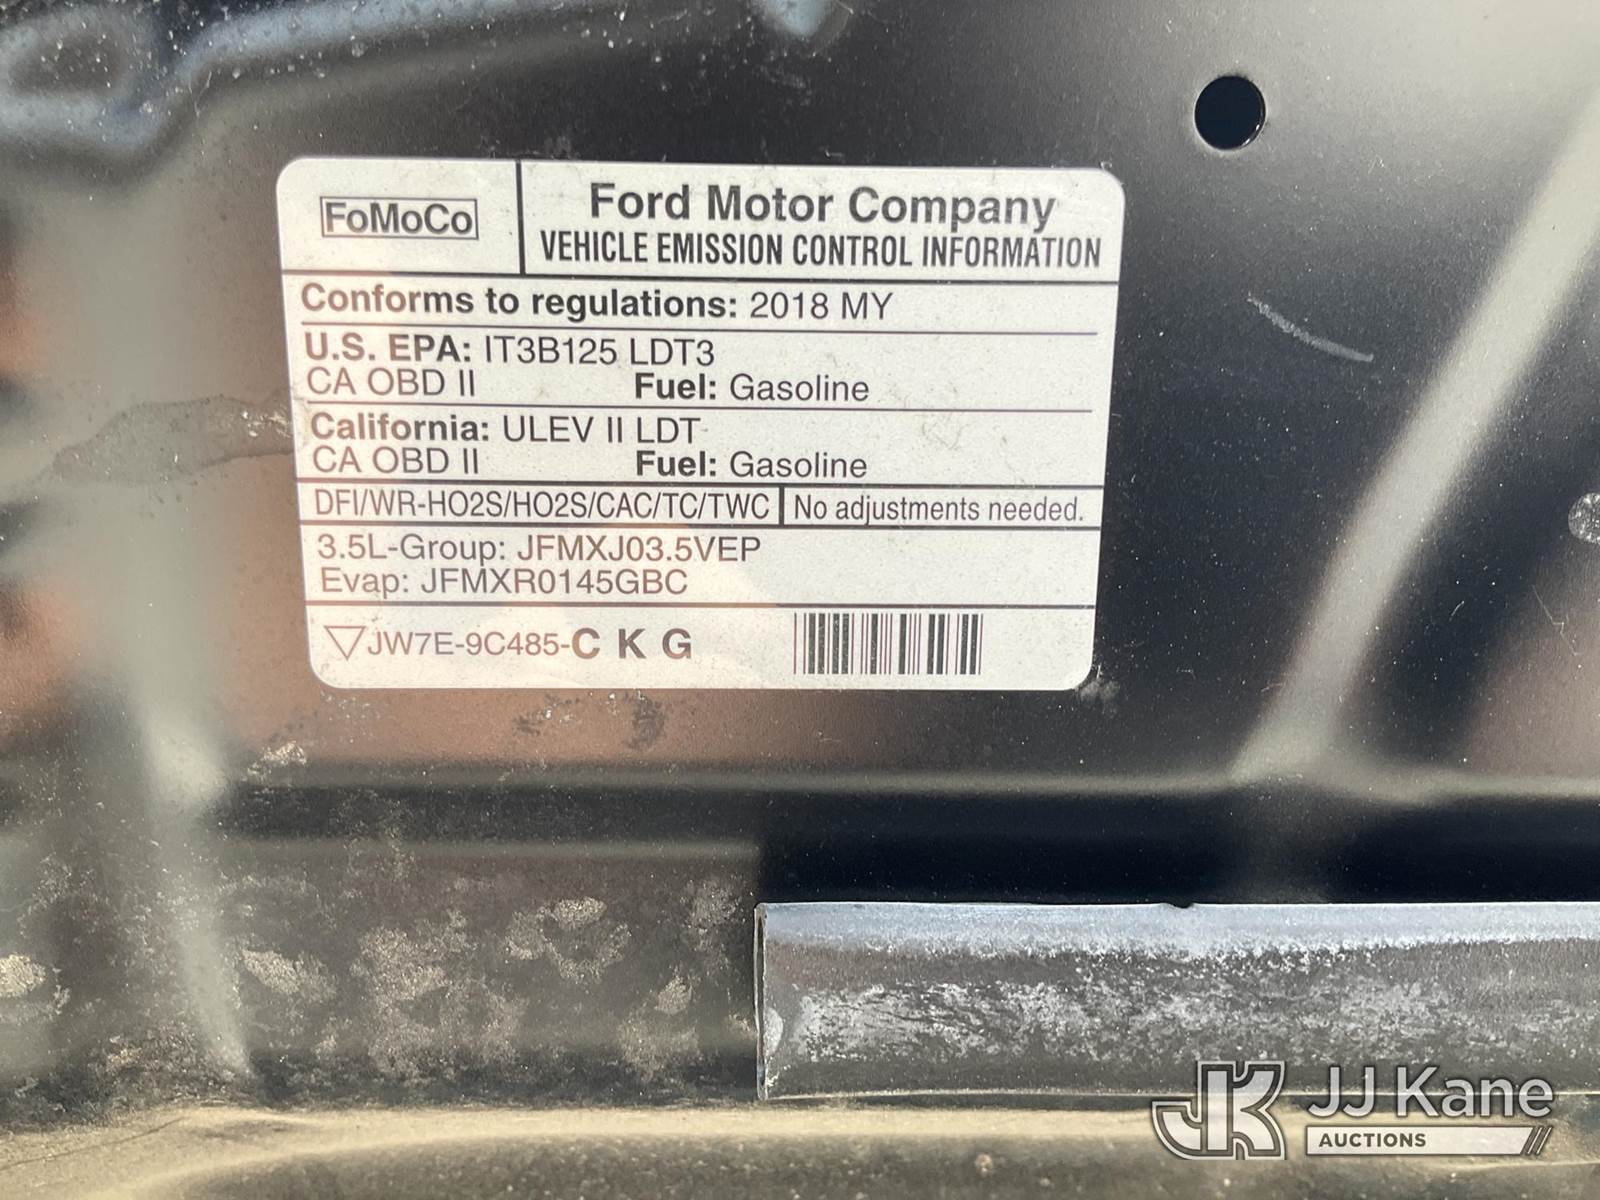 FoMoCo
Ford Motor Company
VEHICLE EMISSION CONTROL INFORMATION
Conforms to regulations: 2018 MY
U.S. EPA: IT3B125 LDT3
CA OBD II Fuel: Gasoline
California: ULEV II LDT
CA OBD II Fuel: Gasoline
DFI/WR-HO2S/HO2S/CAC/TC/TWC No adjustments needed.
3.5L-Group: JFMXJ03.5VEP
Evap: JFMXR0145GBC
JW7E-9C485-C K G
JK JJ Kane
AUCTIONS